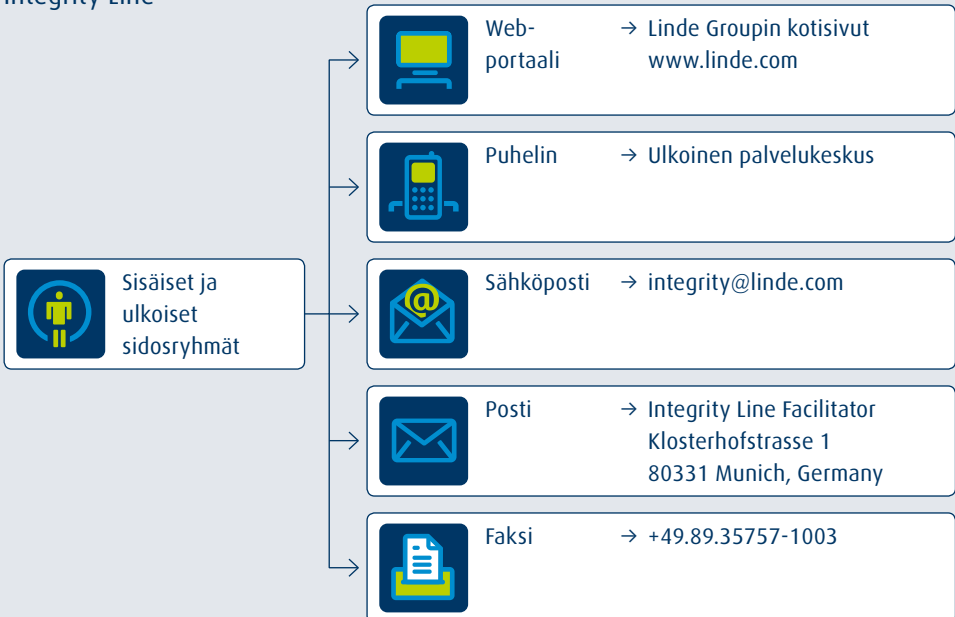 Integrity Line
Web-
portaali
→ Linde Groupin kotisivut
www.linde.com
Puhelin
→ Ulkoinen palvelukeskus
Sisäiset ja
ulkoiset
sidosryhmät
Sähköposti
→ integrity@linde.com
Posti
→ Integrity Line Facilitator
Klosterhofstrasse 1
80331 Munich, Germany
Faksi
→ +49.89.35757-1003